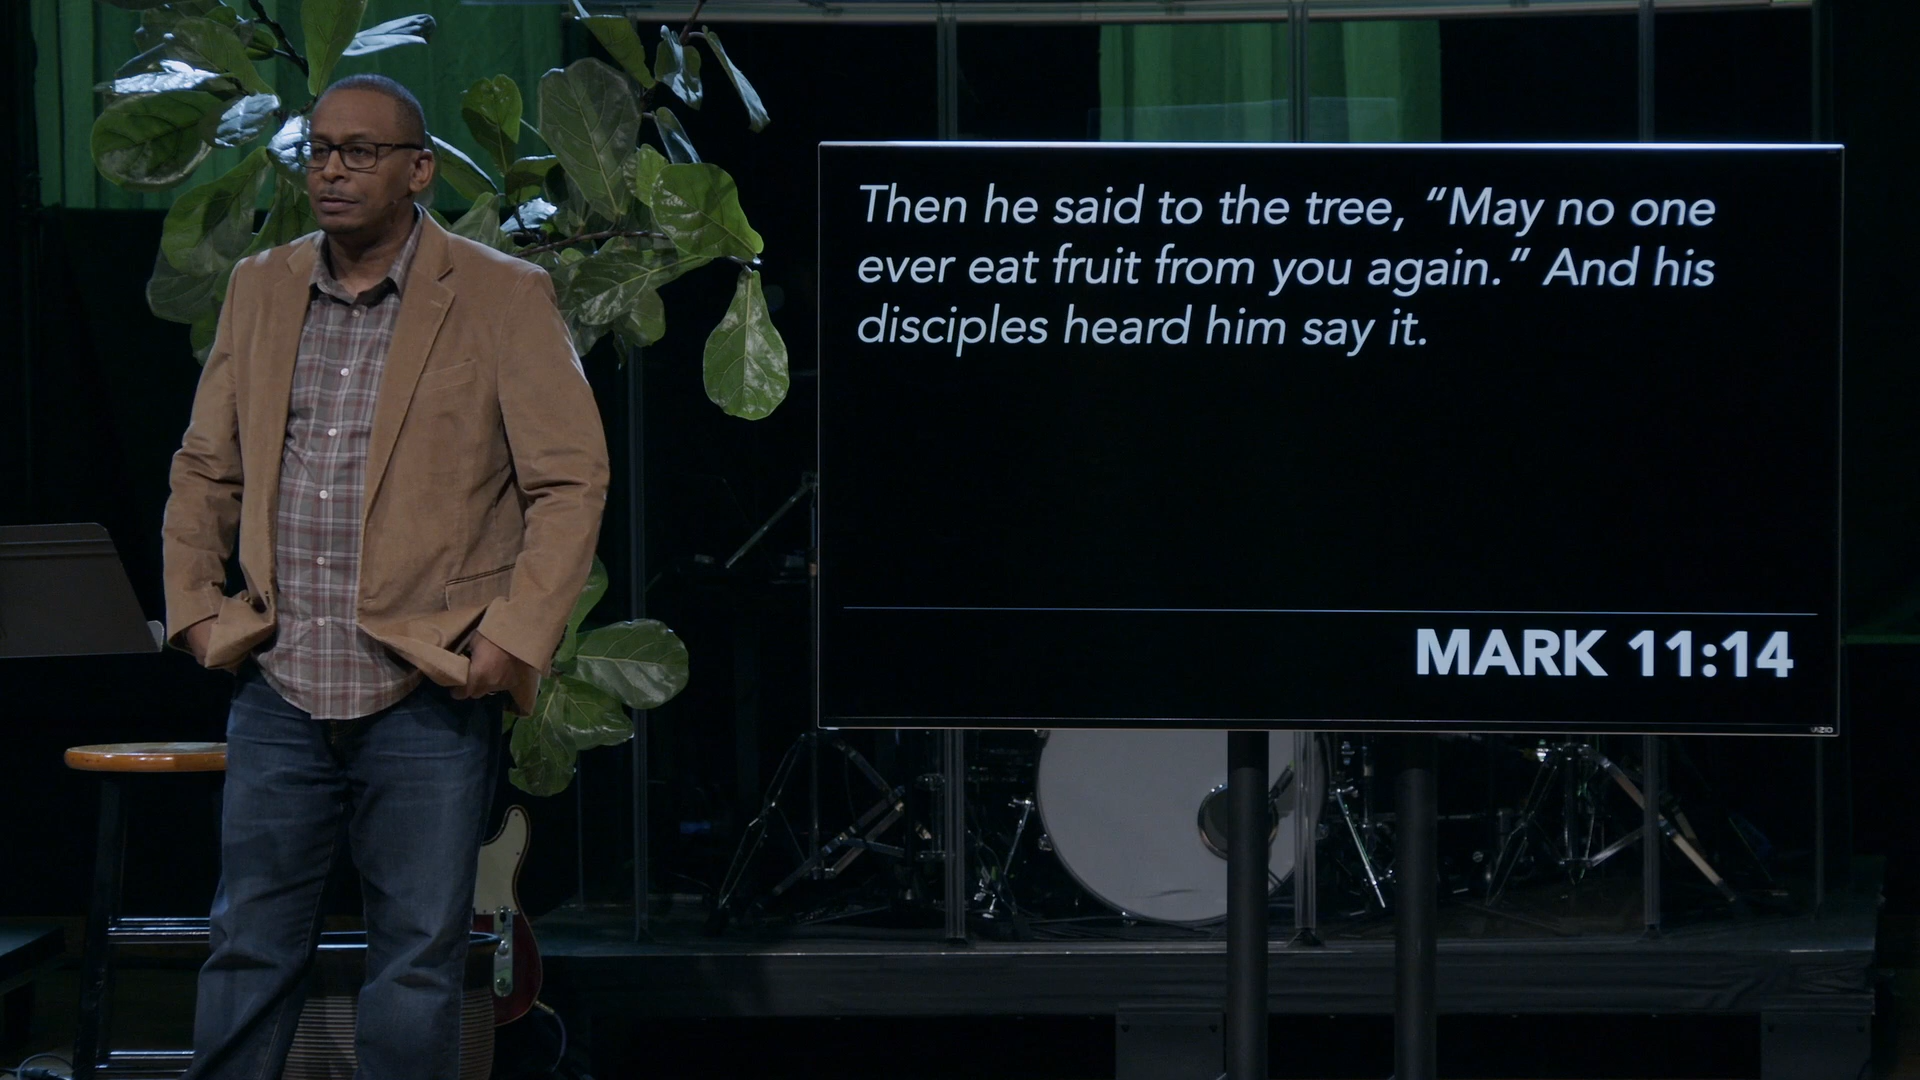 Then he said to the tree, “May no one
ever eat fruit from you again.” And his
disciples heard him say it.
MARK 11:14
VIZIO